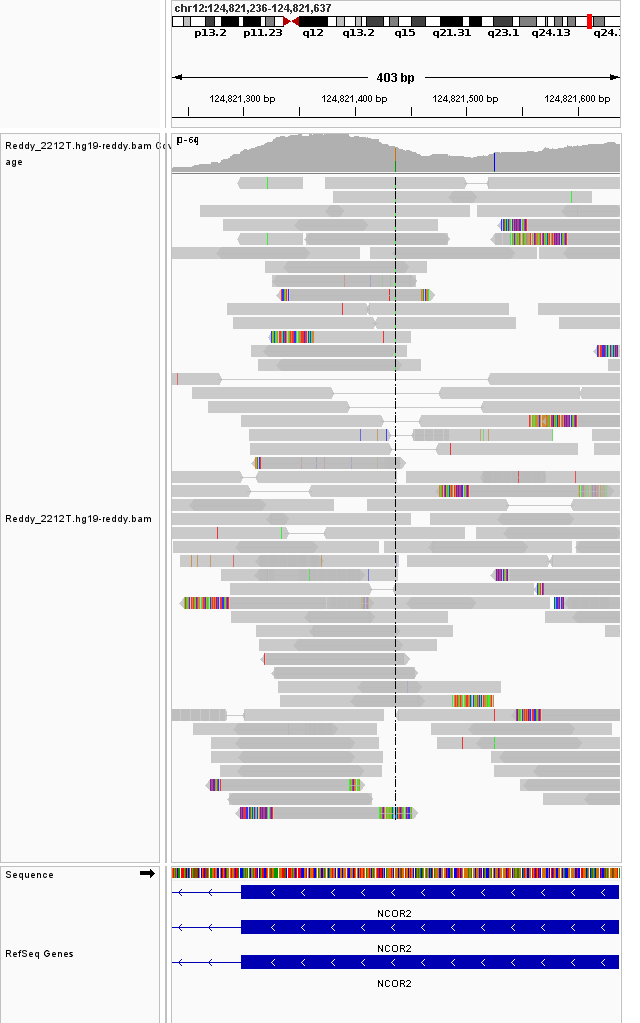 chr12:124,821,236-124,821,637
p13.2 p11.23 q12 q13.2 q15 q21.31 q23.1 q24.13 q24.
403 bp
124,821,300 bp 124,821,400 bp 124,821,500 bp 124,821,600 bp
Reddy_2212T.hg19-reddy.bam Cov
age
[0-64]
Reddy_2212T.hg19-reddy.bam
Sequence
NCOR2
NCOR2
RefSeq Genes
NCOR2